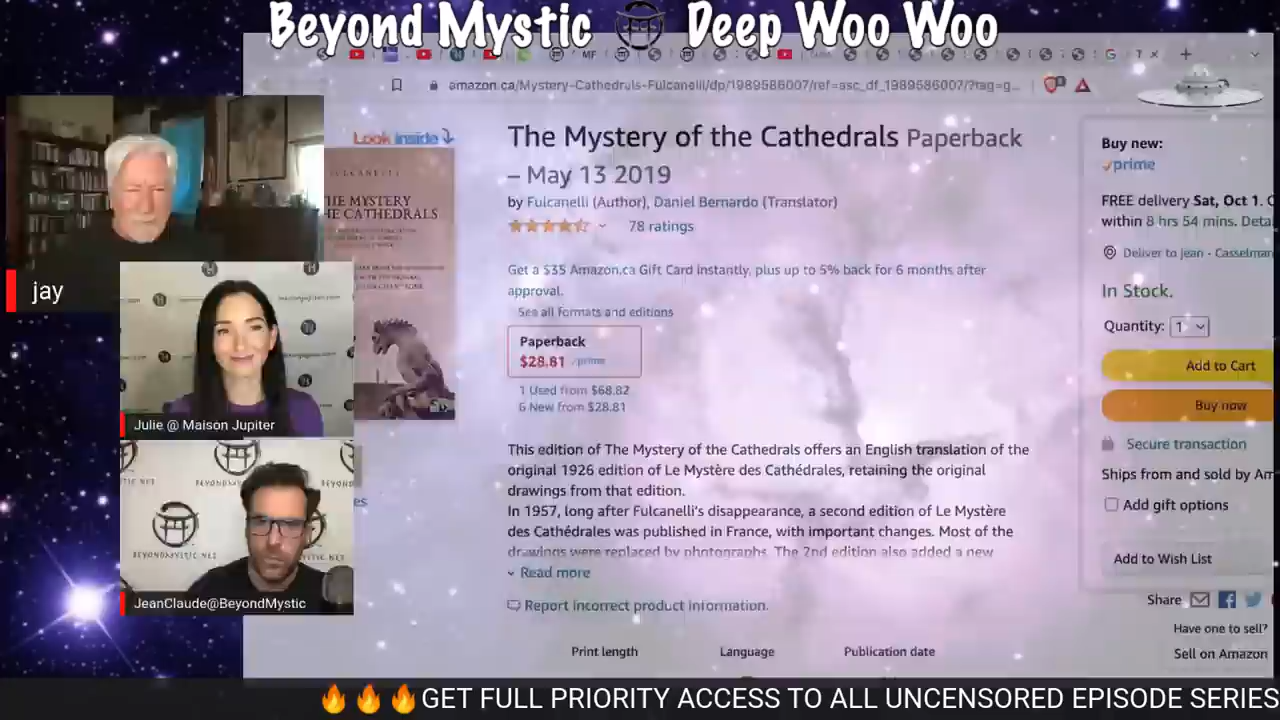 Beyond Mystic Deep Woo Woo
amazon.ca/Mystery-Cathedrals-Fulcanelli/dp/1989586007/ref=asc_df_1989586007/?tag=g...
Look inside
THE MYSTERY
CATHEDRALS
jay
Julie @ Maison Jupiter
BEYONDMYSTIC.NET
JeanClaude@BeyondMystic
The Mystery of the Cathedrals Paperback
– May 13 2019
by Fulcanelli (Author), Daniel Bernardo (Translator)
78 ratings
Get a $35 Amazon.ca Gift Card instantly, plus up to 5% back for 6 months after
approval.
See all formats and editions
Paperback
$28.81 prime
1 Used from $68.82
6 New from $28.81
This edition of The Mystery of the Cathedrals offers an English translation of the
original 1926 edition of Le Mystère des Cathédrales, retaining the original
drawings from that edition.
In 1957, long after Fulcanelli's disappearance, a second edition of Le Mystère
des Cathédrales was published in France, with important changes. Most of the
drawings were replaced by photographs. The 2nd edition also added a new
Read more
Report incorrect product information.
Print length Language Publication date
Buy new:
prime
FREE delivery Sat, Oct 1.
within 8 hrs 54 mins.
Deliver to Jean - Casselman
In Stock.
Quantity: 1
Add to Cart
Buy now
Secure transaction
Ships from and sold by
Add gift options
Add to Wish List
Share
Have one to sell?
Sell on Amazon
🔥🔥🔥GET FULL PRIORITY ACCESS TO ALL UNCENSORED EPISODE SERIES